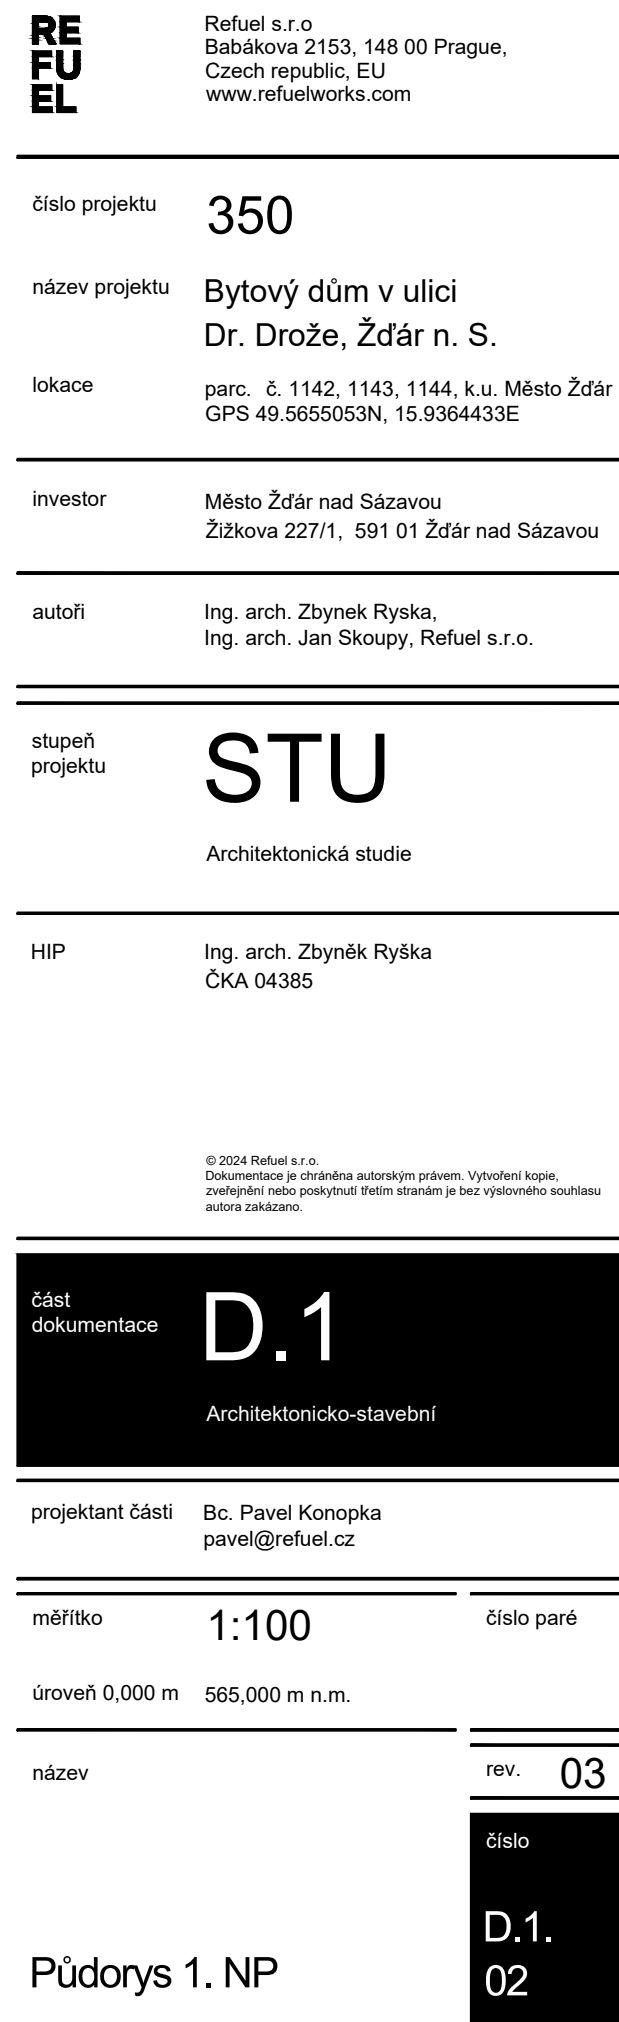 RE
FU
EL
Refuel s.r.o
Babákova 2153, 148 00 Prague,
Czech republic, EU
www.refuelworks.com
číslo projektu 350
název projektu Bytový dům v ulici
Dr. Drože, Žďár n. S.
lokace parc. č. 1142, 1143, 1144, k.u. Město Žďár
GPS 49.5655053N, 15.9364433E
investor Město Žďár nad Sázavou
Žižkova 227/1, 591 01 Žďár nad Sázavou
autoři Ing. arch. Zbynek Ryska,
Ing. arch. Jan Skoupy, Refuel s.r.o.
stupeň
projektu
STU
Architektonická studie
HIP Ing. arch. Zbyněk Ryška
ČKA 04385
© 2024 Refuel s.r.o.
Dokumentace je chráněna autorským právem. Vytvoření kopie,
zveřejnění nebo poskytnutí třetím stranám je bez výslovného souhlasu
autora zakázano.
část
dokumentace
D.1
Architektonicko-stavební
projektant části Bc. Pavel Konopka
pavel@refuel.cz
měřítko 1:100
číslo paré
úroveň 0,000 m 565,000 m n.m.
název
rev. 03
číslo
D.1.
02
Půdorys 1. NP